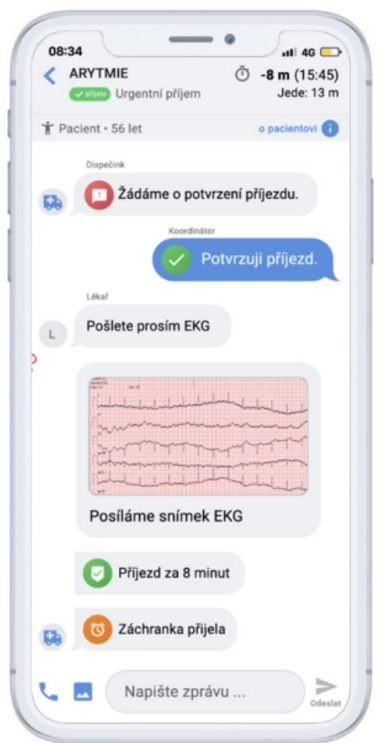 08:34
4G
ARYTMIE
-8 m (15:45)
přijato
Urgentní příjem
Jede: 13 m
Pacient • 56 let
o pacientovi i
Dispečink
Žádáme o potvrzení příjezdu.
Koordinátor
Potvrzuji příjezd.
Lékař
L
Pošlete prosím EKG
Posíláme snímek EKG
Příjezd za 8 minut
Záchranka přijela
Napište zprávu ...
Odeslat